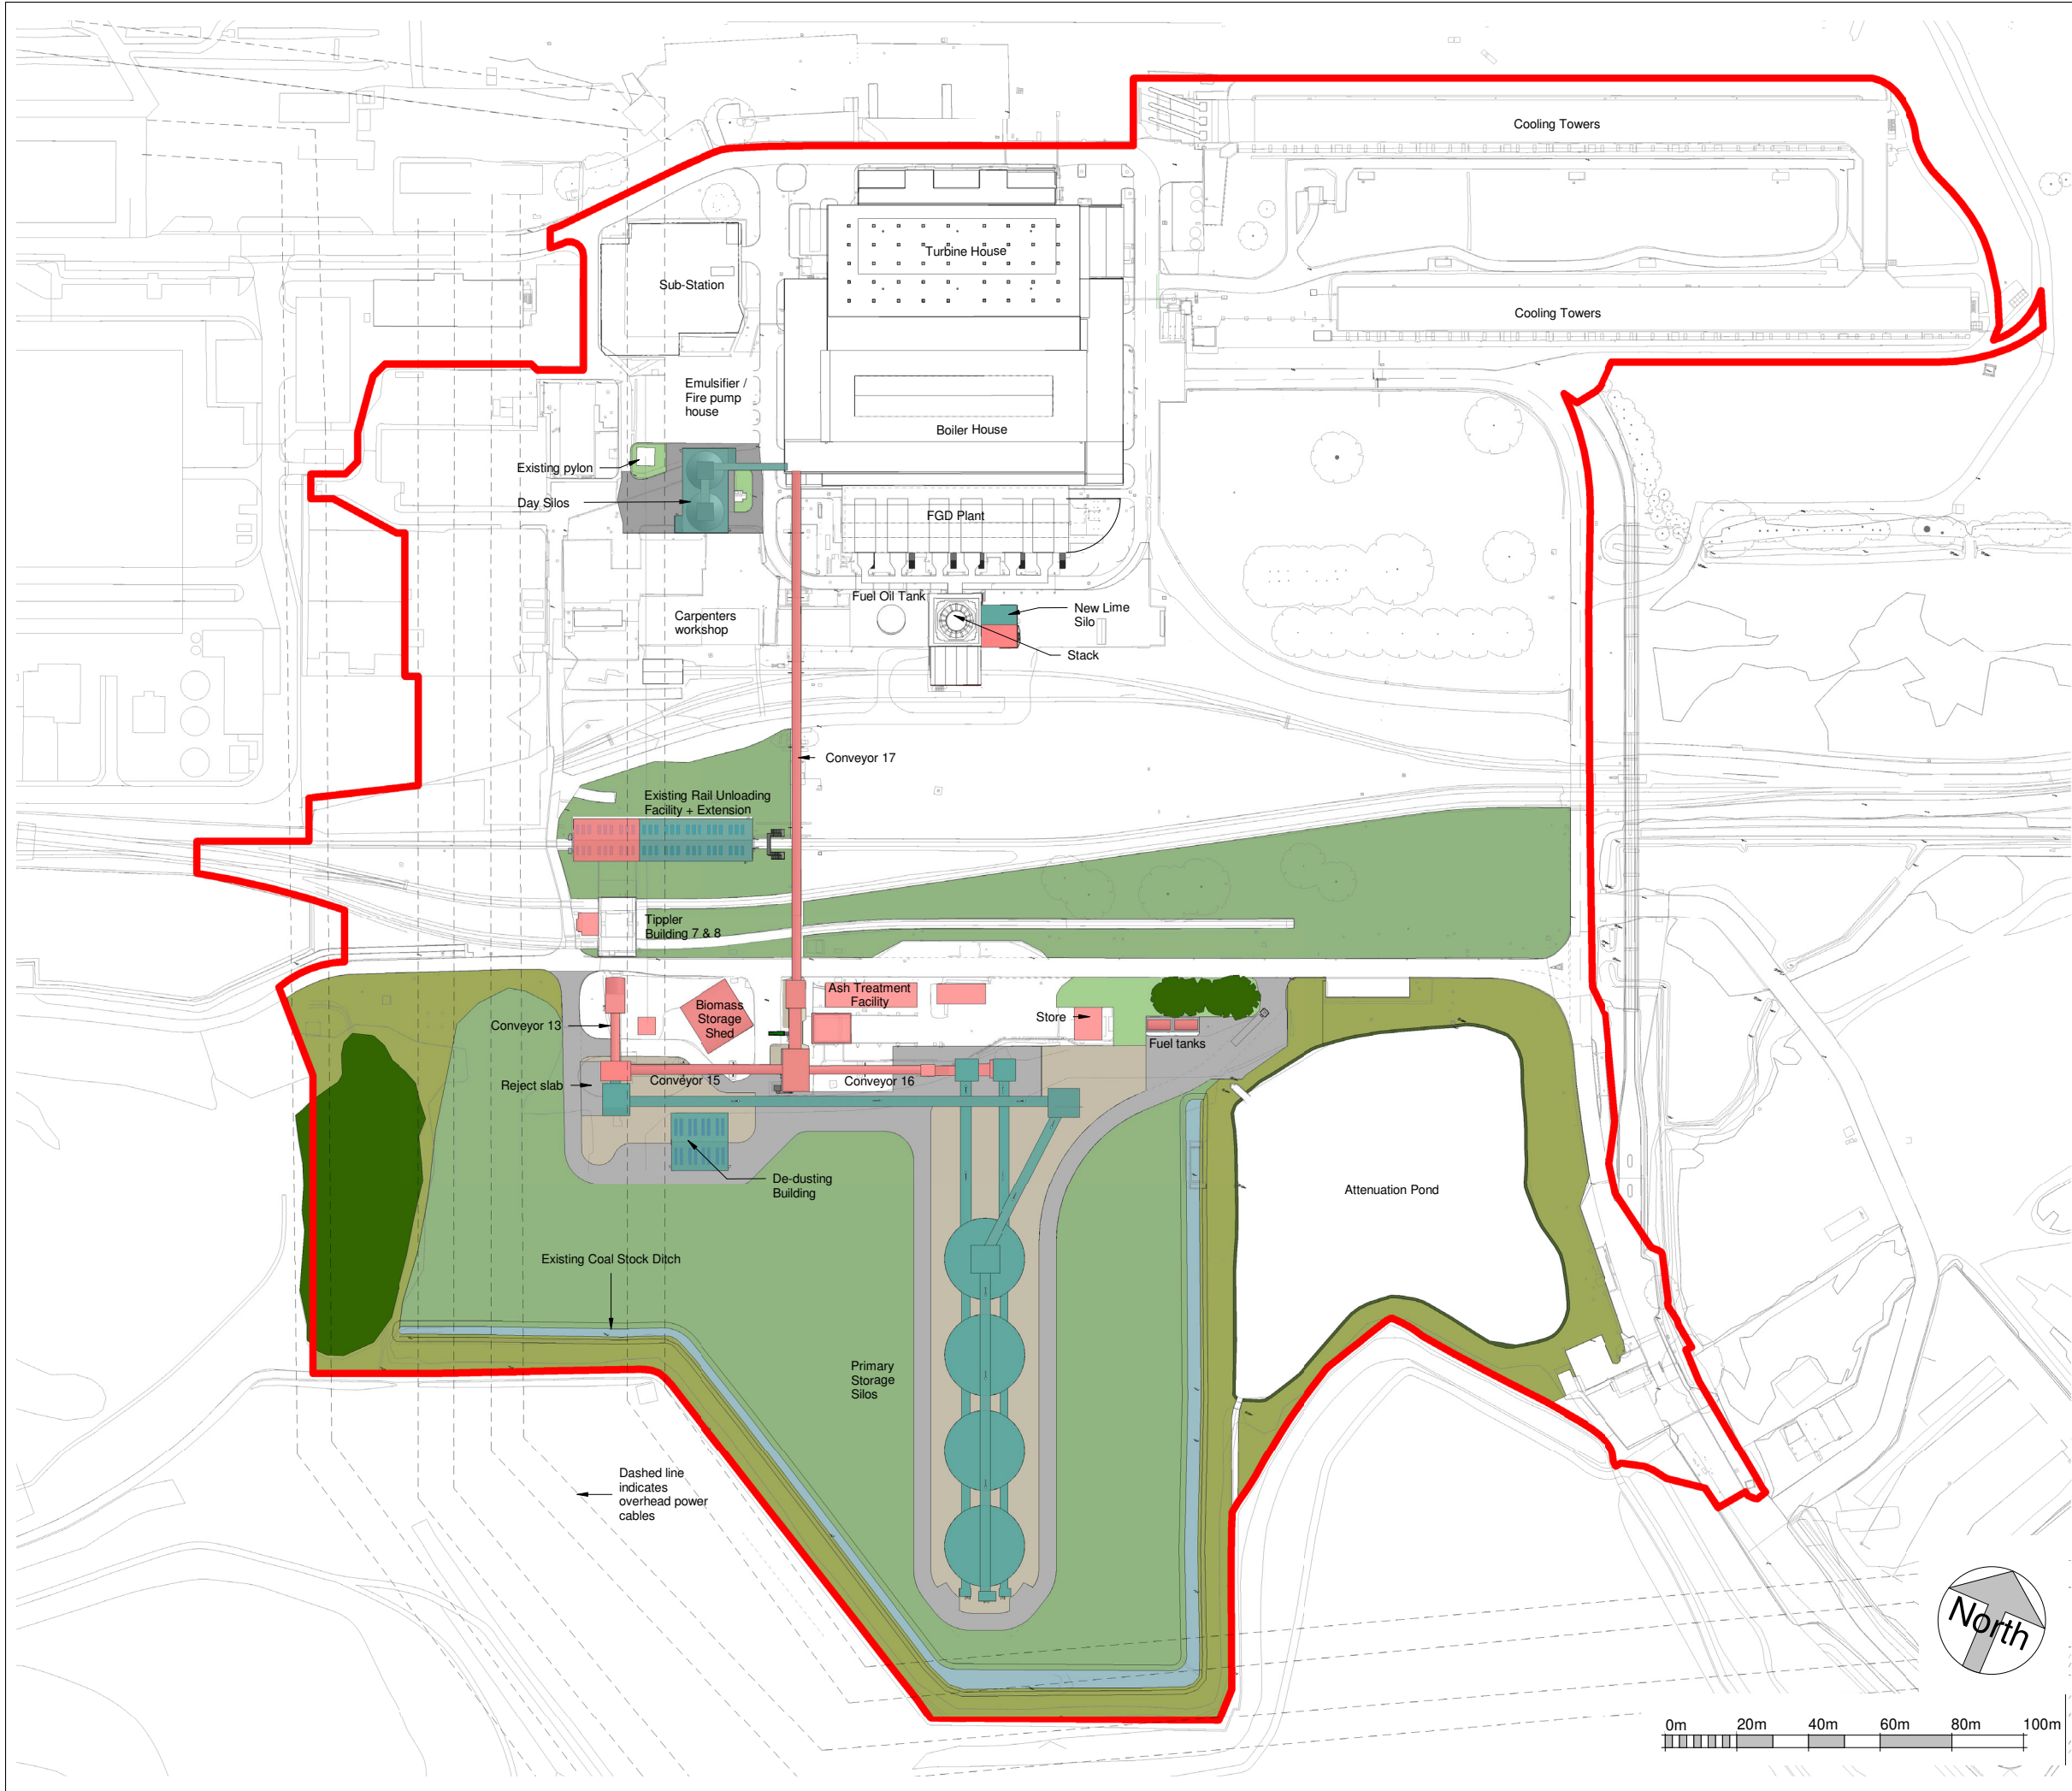 Cooling Towers
Turbine House
Sub-Station
Cooling Towers
Emulsifier /
Fire pump
house
Boiler House
Existing pylon
Day Silos
FGD Plant
Fuel Oil Tank
New Lime
Silo
Carpenters
workshop
Stack
Conveyor 17
Existing Rail Unloading
Facility + Extension
Tippler
Building 7 & 8
Ash Treatment
Facility
Biomass
Storage
Shed
Conveyor 13
Store
Fuel tanks
Reject slab
Conveyor 15
Conveyor 16
De-dusting
Building
Attenuation Pond
Existing Coal Stock Ditch
Primary
Storage
Silos
Dashed line
indicates
overhead power
cables
North
0m 20m 40m 60m 80m 100m